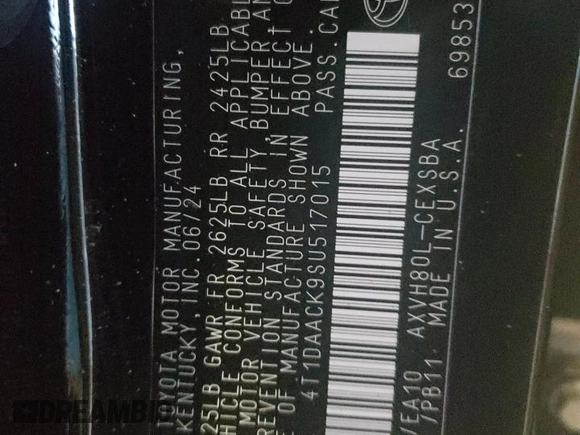 TOYOTA MOTOR MANUFACTURING,
KENTUCKY, INC. 06/24
25LB GAWR FR 2625LB RR 2425LB
HICLE CONFORMS TO ALL APPLICABL
MOTOR VEHICLE SAFETY, BUMPER, AN
REVENTION STANDARDS IN EFFECT O
E OF MANUFACTURE SHOWN ABOVE.
4T1DAACK9SU517015 PASS.CAR
VEA10 AXVH80L-CEXSBA
/PB11 MADE IN U.S.A. 69853
DREAMBID